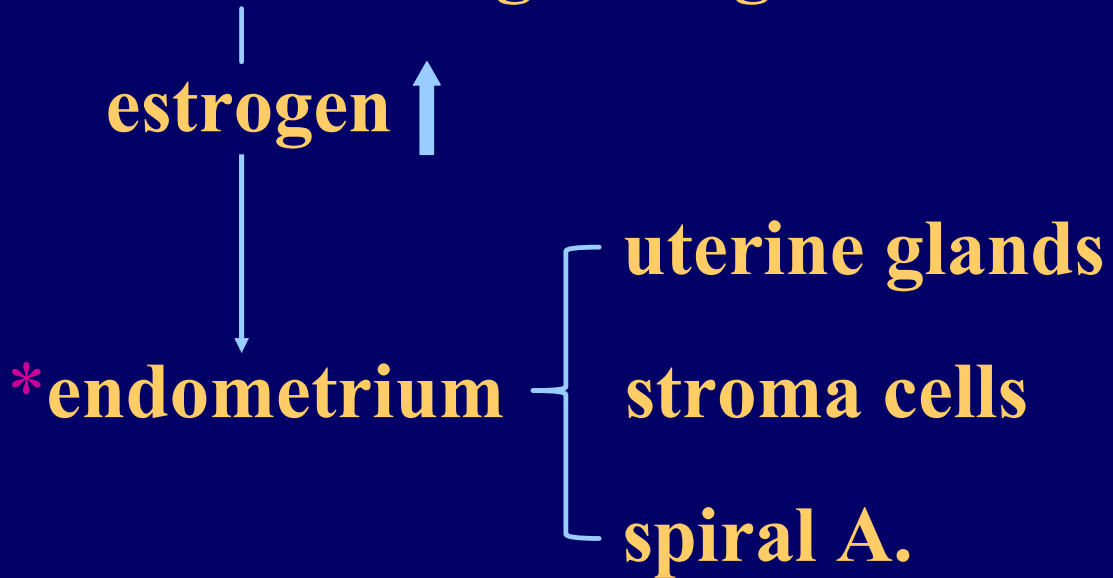 estrogen
uterine glands
*endometrium
stroma cells
spiral A.